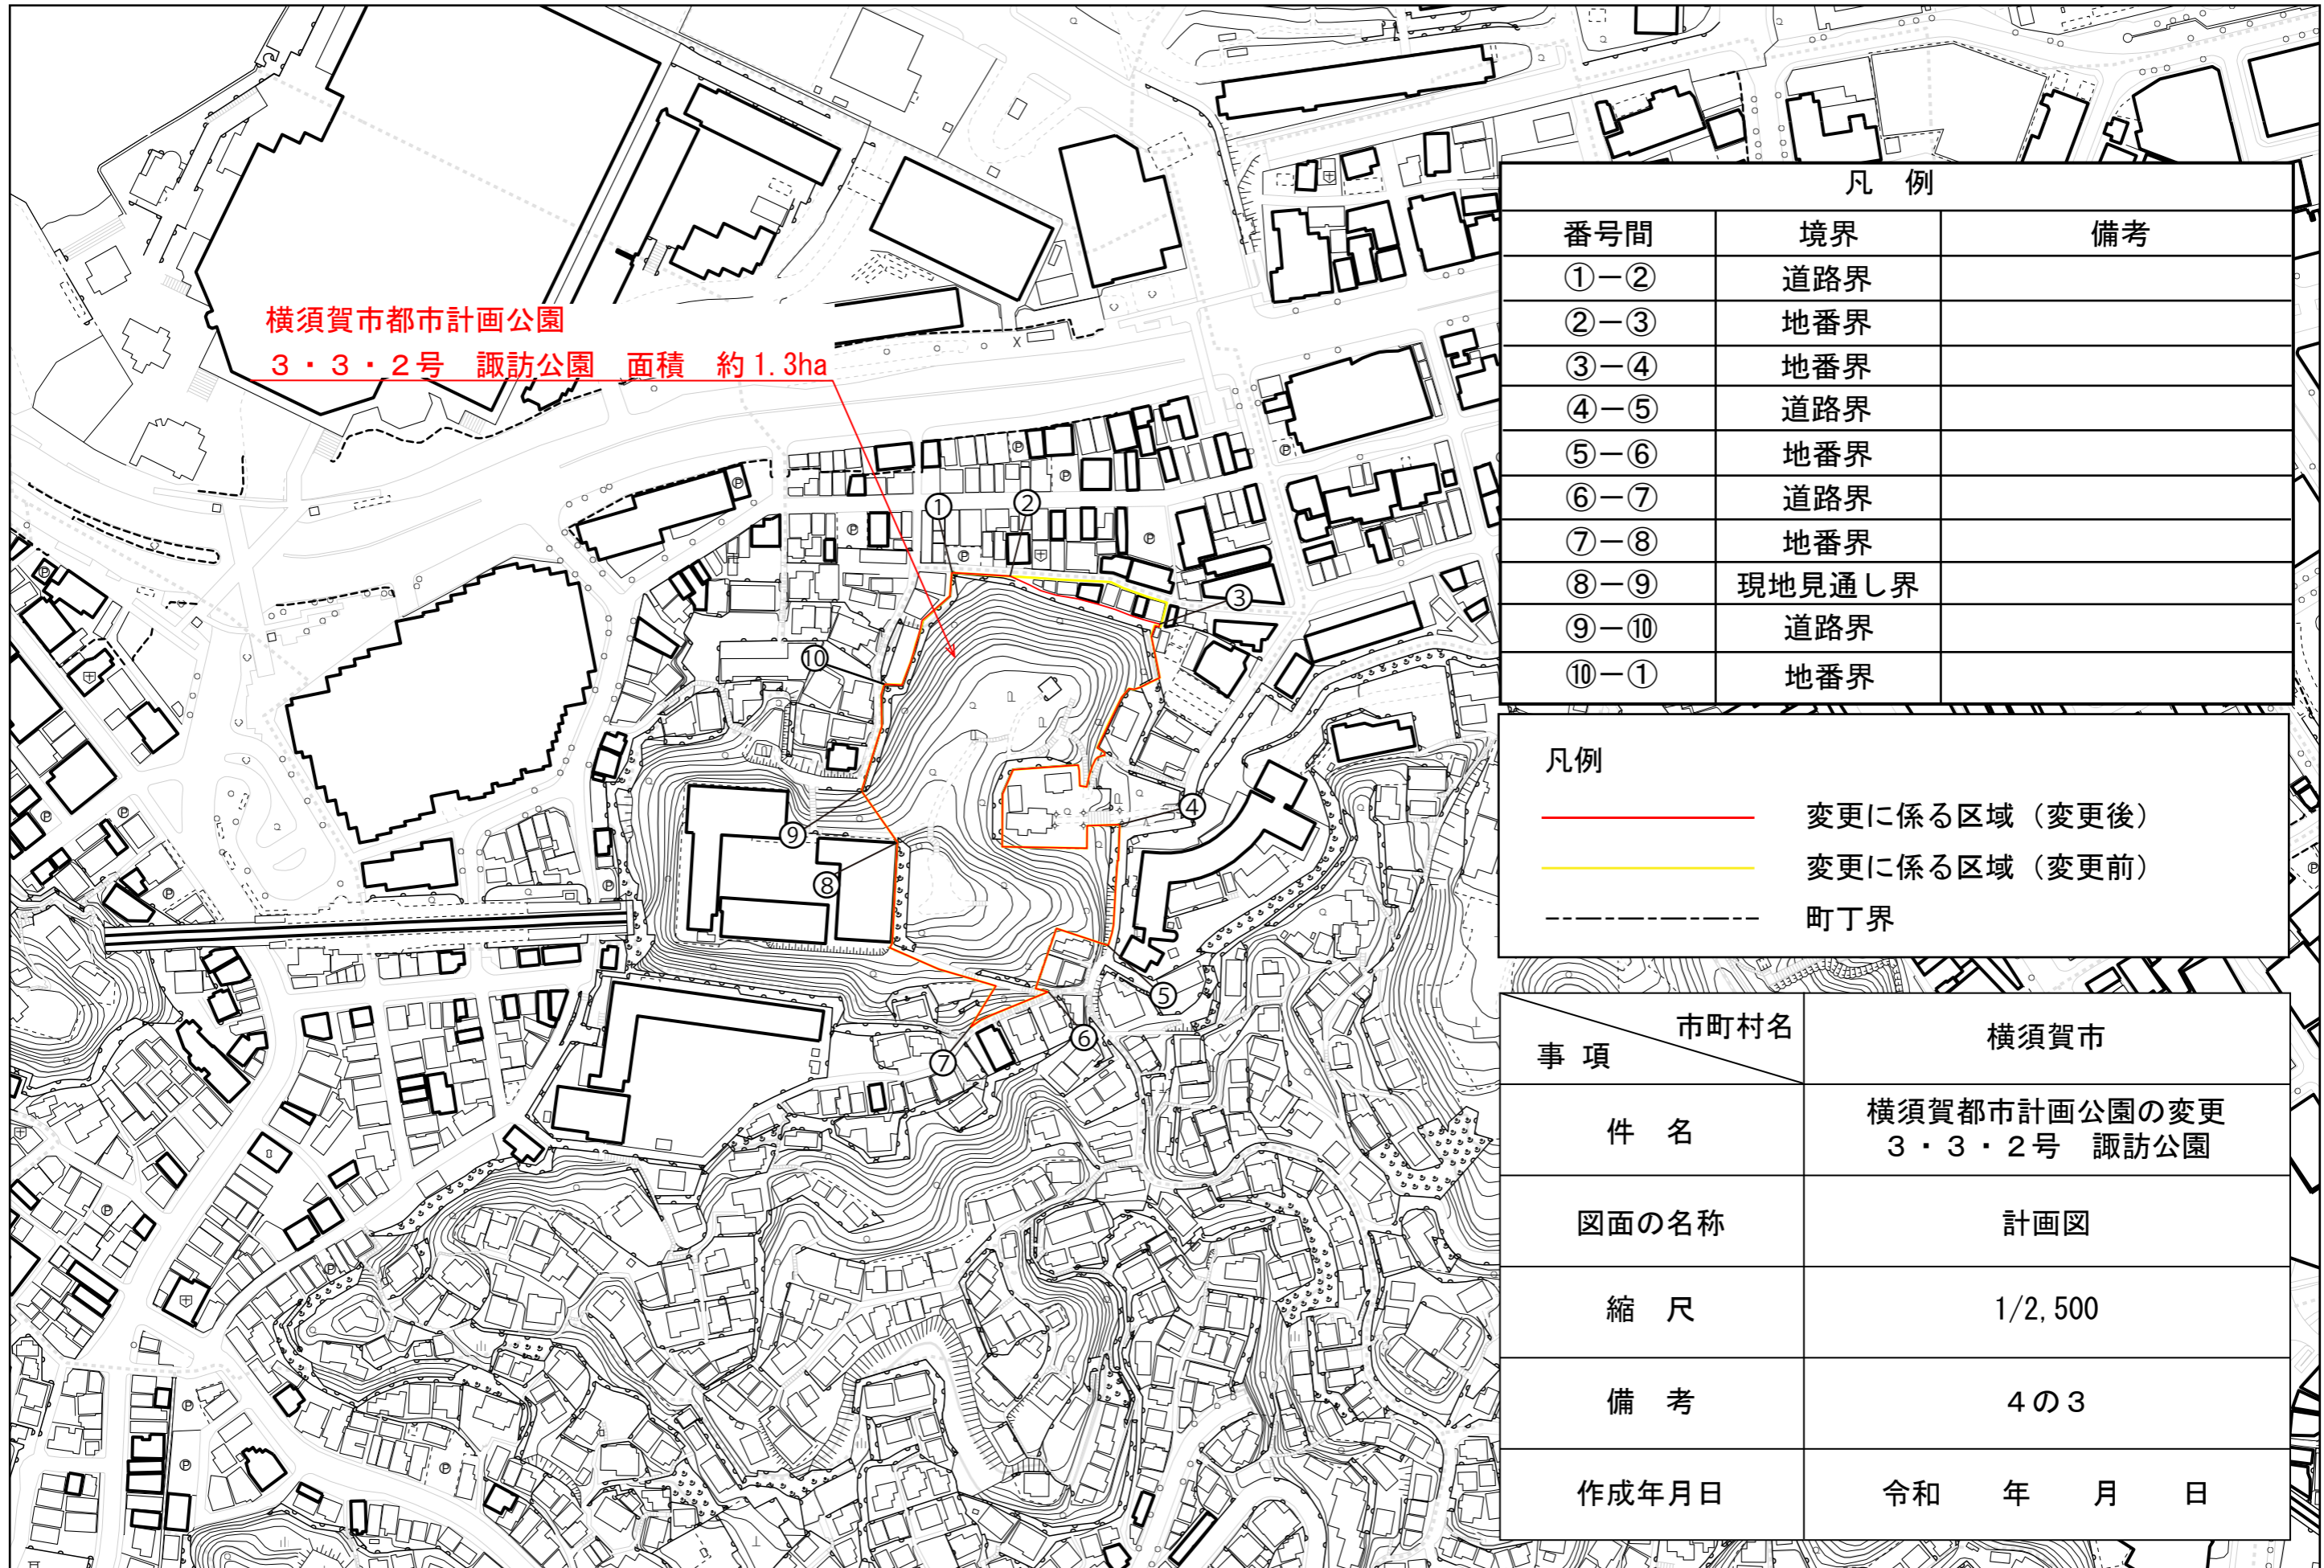 横須賀市都市計画公園
3・3・2号 諏訪公園 面積 約1.3ha
①
②
③
④
⑤
⑥
⑦
⑧
⑨
⑩
凡 例
番号間 境界 備考
①-② 道路界
②-③ 地番界
③-④ 地番界
④-⑤ 道路界
⑤-⑥ 地番界
⑥-⑦ 道路界
⑦-⑧ 地番界
⑧-⑨ 現地見通し界
⑨-⑩ 道路界
⑩-① 地番界
凡例
変更に係る区域(変更後)
変更に係る区域(変更前)
町丁界
市町村名
事 項
横須賀市
件 名
横須賀都市計画公園の変更
3・3・2号 諏訪公園
図面の名称 計画図
縮 尺 1/2,500
備 考 4の3
作成年月日 令和 年 月 日